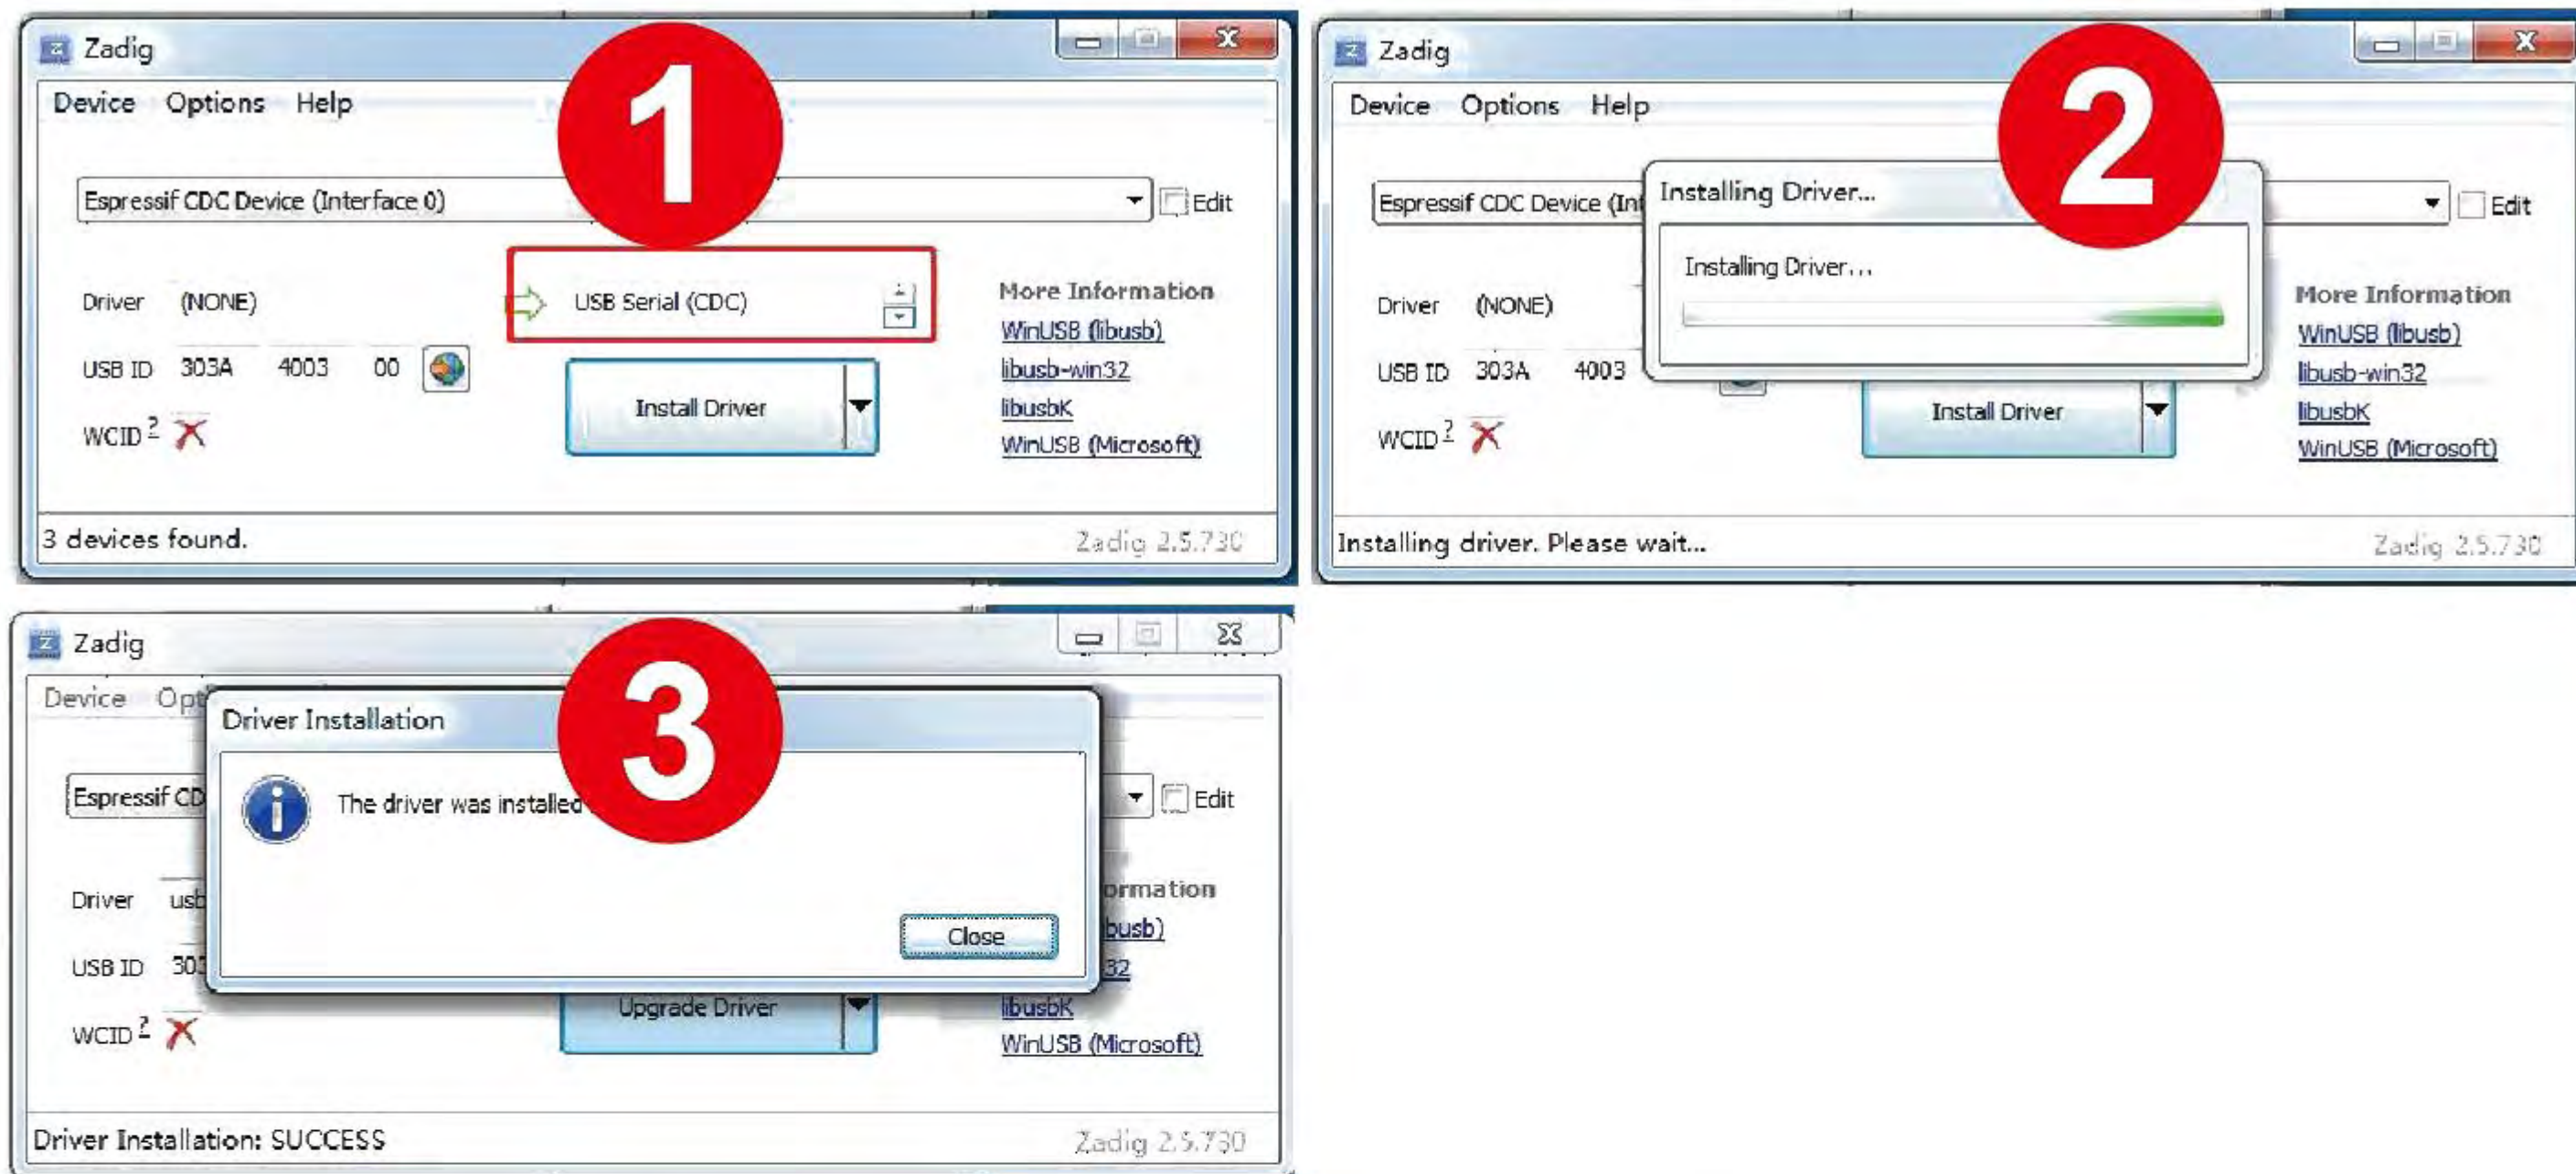 Zadig
1
Device Options Help
Espressif CDC Device (Interface 0)
Edit
Driver (NONE)
USB Serial (CDC)
More Information
WinUSB (libusb)
USB ID 303A 4003 00
libusb-win32
Install Driver
libusbK
WCID ?
WinUSB (Microsoft)
3 devices found.
Zadig 2.5.730
Zadig
2
Device Options Help
Installing Driver...
Espressif CDC Device (Int
Edit
Installing Driver...
Driver (NONE)
More Information
WinUSB (libusb)
USB ID 303A 4003
libusb-win32
Install Driver
libusbK
WCID ?
WinUSB (Microsoft)
Installing driver. Please wait...
Zadig 2.5.730
Zadig
3
Device Opt
Driver Installation
Espressif CD
Edit
The driver was installed
Driver usb
ormation
Close
busb)
USB ID 303
32
Upgrade Driver
libusbK
WCID ?
WinUSB (Microsoft)
Driver Installation: SUCCESS
Zadig 2.5.730